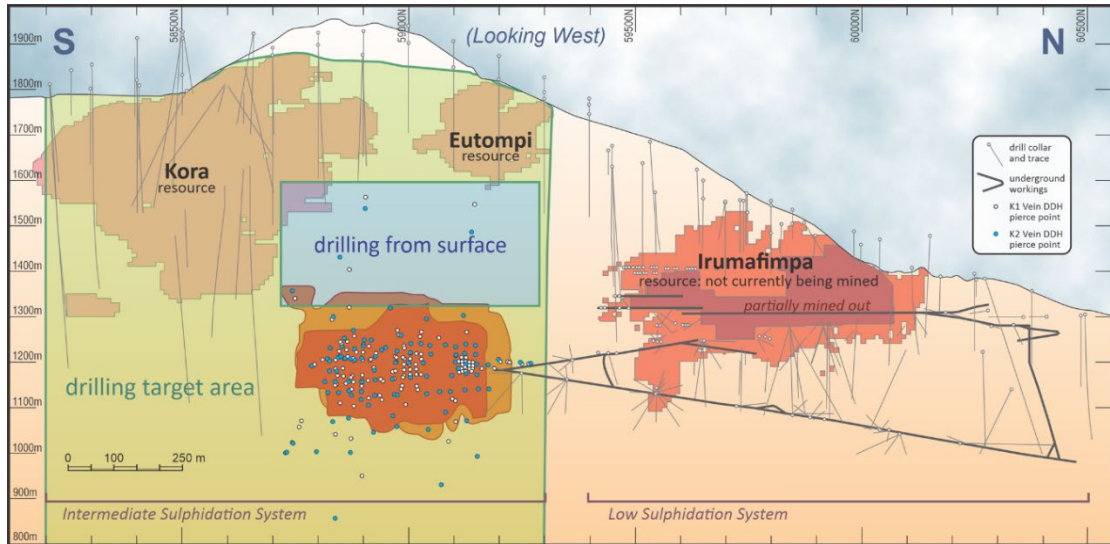 S
(Looking West)
N
58500N
59000N
59500N
60000N
60500N
1900m
1800m
1700m
1600m
1500m
1400m
1300m
1200m
1100m
1000m
900m
800m
Kora
resource
Eutompi
resource
drilling from surface
drilling target area
Irumafimpa
resource: not currently being mined
partially mined out
drill collar
and trace
underground
workings
K1 Vein DDH
pierce point
K2 Vein DDH
pierce point
0 100 250 m
Intermediate Sulphidation System
Low Sulphidation System